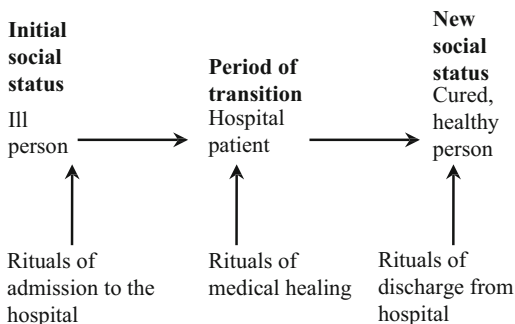 Initial
social
status
Ill
person
Period of
transition
Hospital
patient
New
social
status
Cured,
healthy
person
Rituals of
admission to the
hospital
Rituals of
medical healing
Rituals of
discharge from
hospital